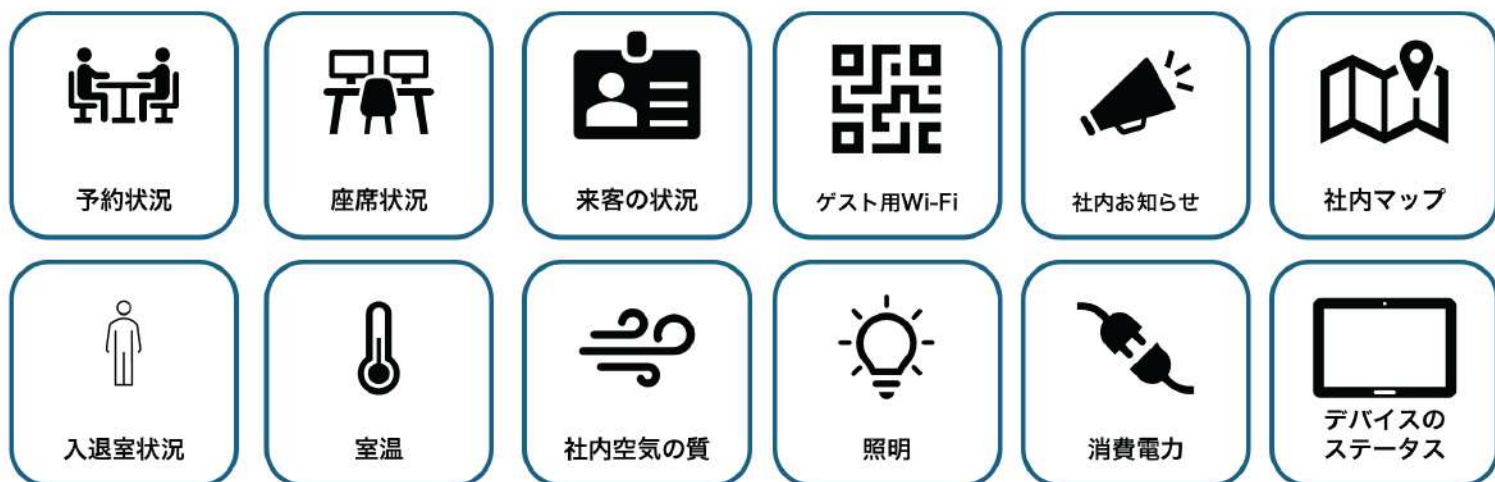 予約状況
座席状況
来客の状況
ゲスト用Wi-Fi
社内お知らせ
社内マップ
入退室状況
室温
社内空気の質
照明
消費電力
デバイスの
ステータス